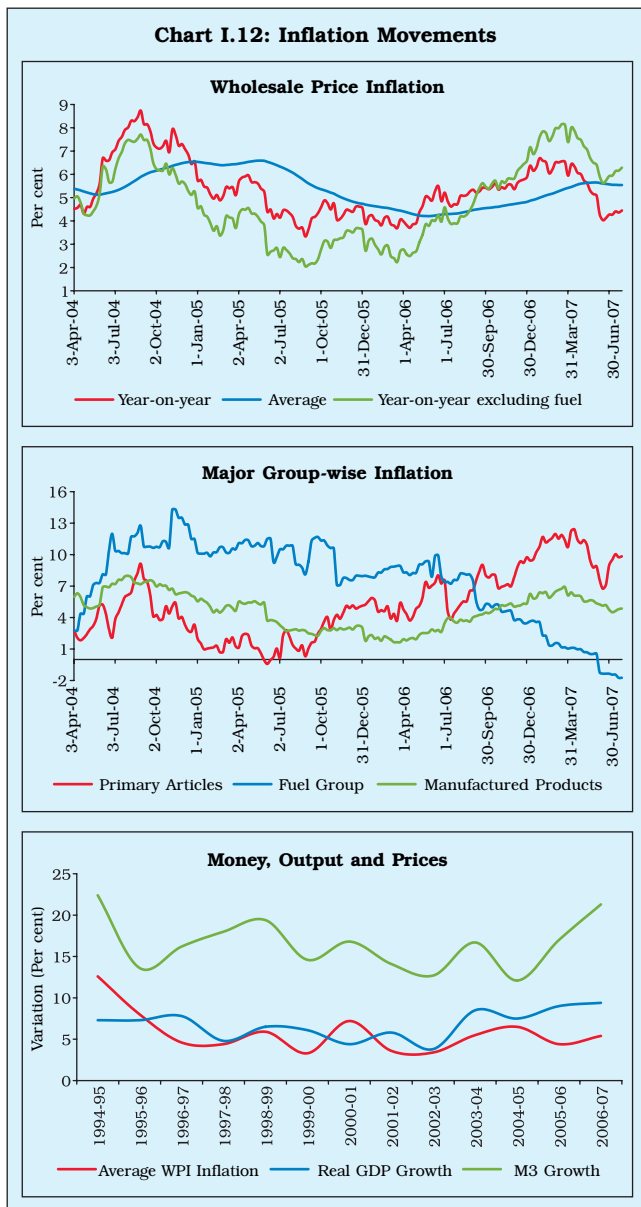 Chart I.12: Inflation Movements
Wholesale Price Inflation
Per cent
9
8
7
6
5
4
3
2
1
3-Apr-04
3-Jul-04
2-Oct-04
1-Jan-05
2-Apr-05
2-Jul-05
1-Oct-05
31-Dec-05
1-Apr-06
1-Jul-06
30-Sep-06
30-Dec-06
31-Mar-07
30-Jun-07
Year-on-year Average Year-on-year excluding fuel
Major Group-wise Inflation
Per cent
16
13
10
7
4
1
-2
3-Apr-04
3-Jul-04
2-Oct-04
1-Jan-05
2-Apr-05
2-Jul-05
1-Oct-05
31-Dec-05
1-Apr-06
1-Jul-06
30-Sep-06
30-Dec-06
31-Mar-07
30-Jun-07
Primary Articles Fuel Group Manufactured Products
Money, Output and Prices
Variation (Per cent)
25
20
15
10
5
0
1994-95
1995-96
1996-97
1997-98
1998-99
1999-00
2000-01
2001-02
2002-03
2003-04
2004-05
2005-06
2006-07
Average WPI Inflation Real GDP Growth M3 Growth